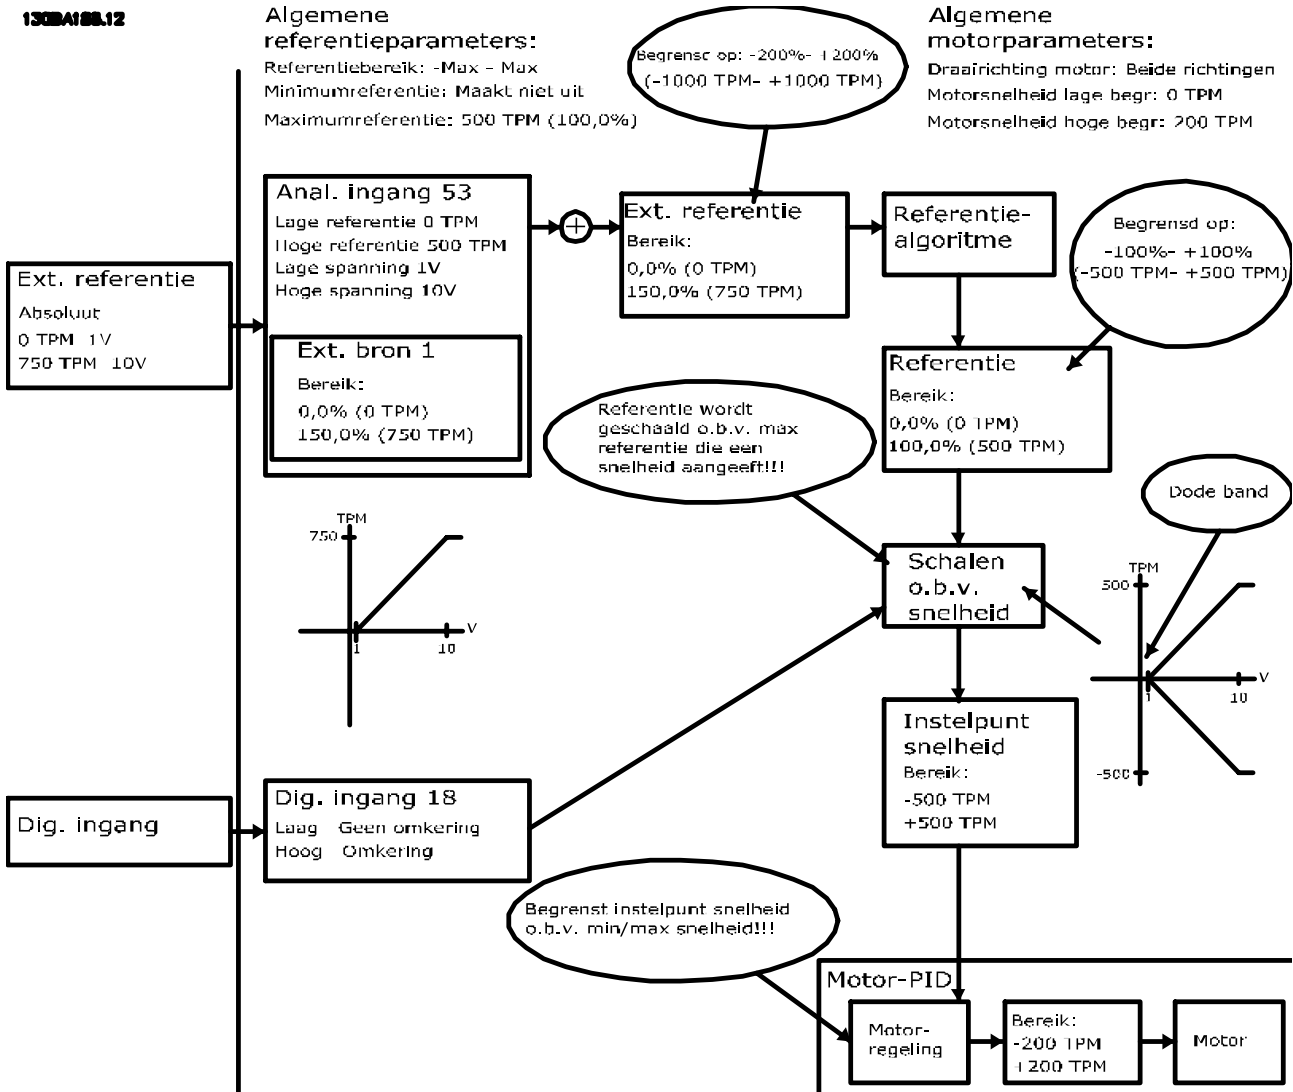 130BA188.12
Algemene
referentieparameters:
Referentiebereik: -Max - Max
Minimumreferentie: Maakt niet uit
Maximumreferentie: 500 TPM (100,0%)
Begrensd op: -200%- +200%
(-1000 TPM- +1000 TPM)
Algemene
motorparameters:
Draairichting motor: Beide richtingen
Motorsnelheid lage begr: 0 TPM
Motorsnelheid hoge begr: 200 TPM
Ext. referentie
Absoluut
0 TPM 1V
750 TPM 10V
Anal. ingang 53
Lage referentie 0 TPM
Hoge referentie 500 TPM
Lage spanning 1V
Hoge spanning 10V
Ext. bron 1
Bereik:
0,0% (0 TPM)
150,0% (750 TPM)
+
Ext. referentie
Bereik:
0,0% (0 TPM)
150,0% (750 TPM)
Referentie-
algoritme
Begrensd op:
-100%- +100%
(-500 TPM- +500 TPM)
Referentie
Bereik:
0,0% (0 TPM)
100,0% (500 TPM)
Referentie wordt
geschaald o.b.v. max
referentie die een
snelheid aangeeft!!!
Dode band
TPM
750
V
1
10
Schalen
o.b.v.
snelheid
TPM
500
V
1
10
-500
Instelpunt
snelheid
Bereik:
-500 TPM
+500 TPM
Dig. ingang
Dig. ingang 18
Laag Geen omkering
Hoog Omkering
Begrenst instelpunt snelheid
o.b.v. min/max snelheid!!!
Motor-PID
Motor-
regeling
Bereik:
-200 TPM
+200 TPM
Motor